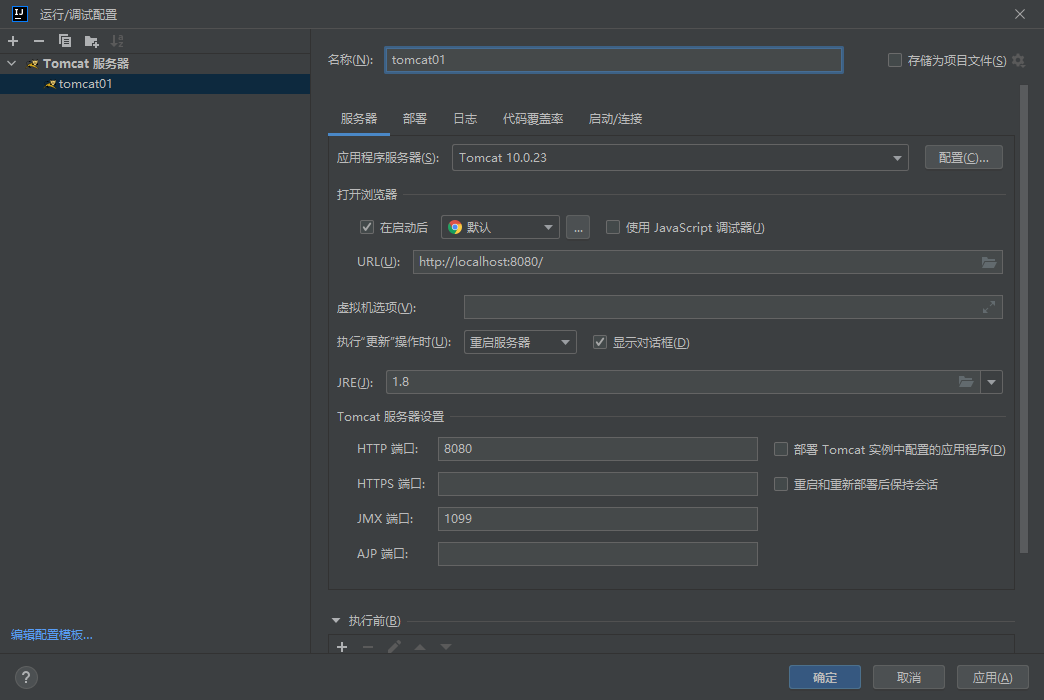 运行/调试配置
Tomcat 服务器
tomcat01
名称(N): tomcat01 存储为项目文件(S)
服务器 部署 日志 代码覆盖率 启动/连接
应用程序服务器(S): Tomcat 10.0.23 配置(C)...
打开浏览器
在启动后 默认 ... 使用 JavaScript 调试器(J)
URL(U): http://localhost:8080/
虚拟机选项(V):
执行"更新"操作时(U): 重启服务器 显示对话框(D)
JRE(J): 1.8
Tomcat 服务器设置
HTTP 端口: 8080 部署 Tomcat 实例中配置的应用程序(D)
HTTPS 端口: 重启和重新部署后保持会话
JMX 端口: 1099
AJP 端口:
执行前(B)
编辑配置模板...
? 确定 取消 应用(A)